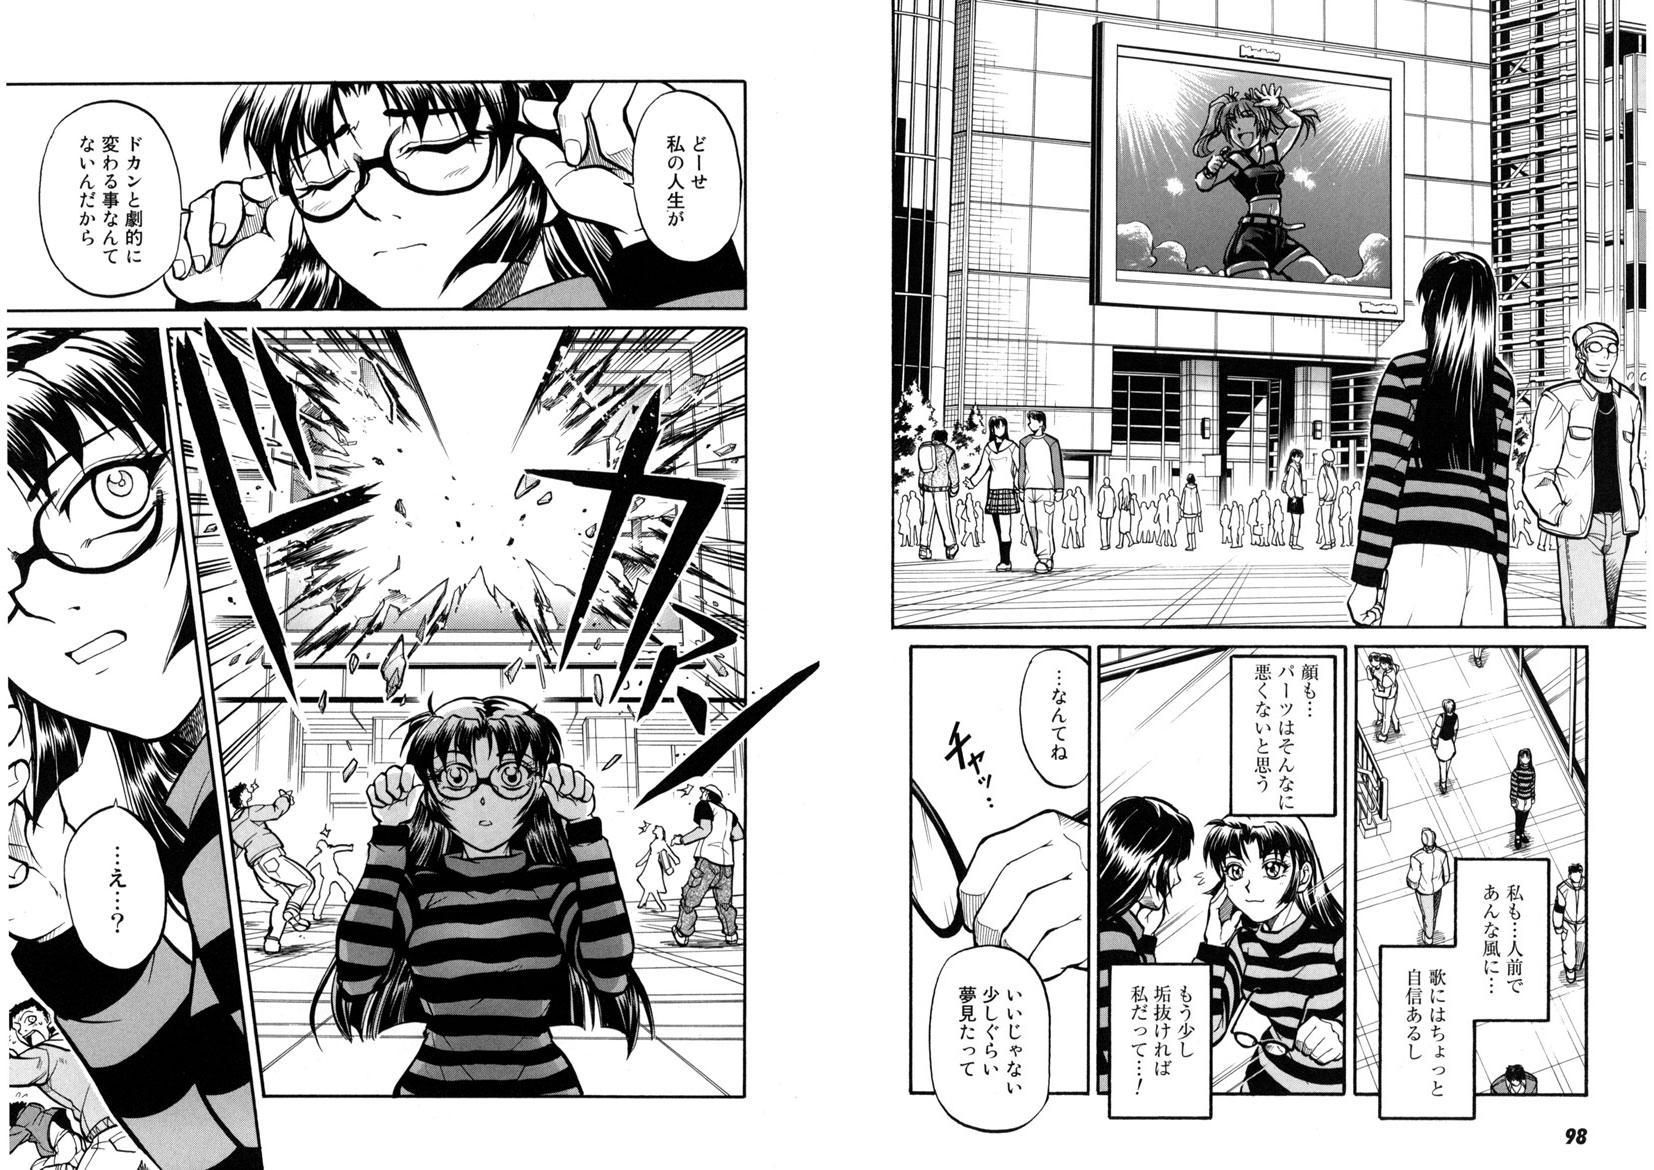 私も…人前で
あんな風に…
歌にはちょっと
自信あるし
顔も…
パーツはそんなに
悪くないと思う
もう少し
垢抜ければ
私だって…！
…なんてね
チャッ
いいじゃない
少しぐらい
夢見たって
98
どーせ
私の人生が
ドカンと劇的に
変わる事なんて
ないんだから
ドガンッ
…え…？